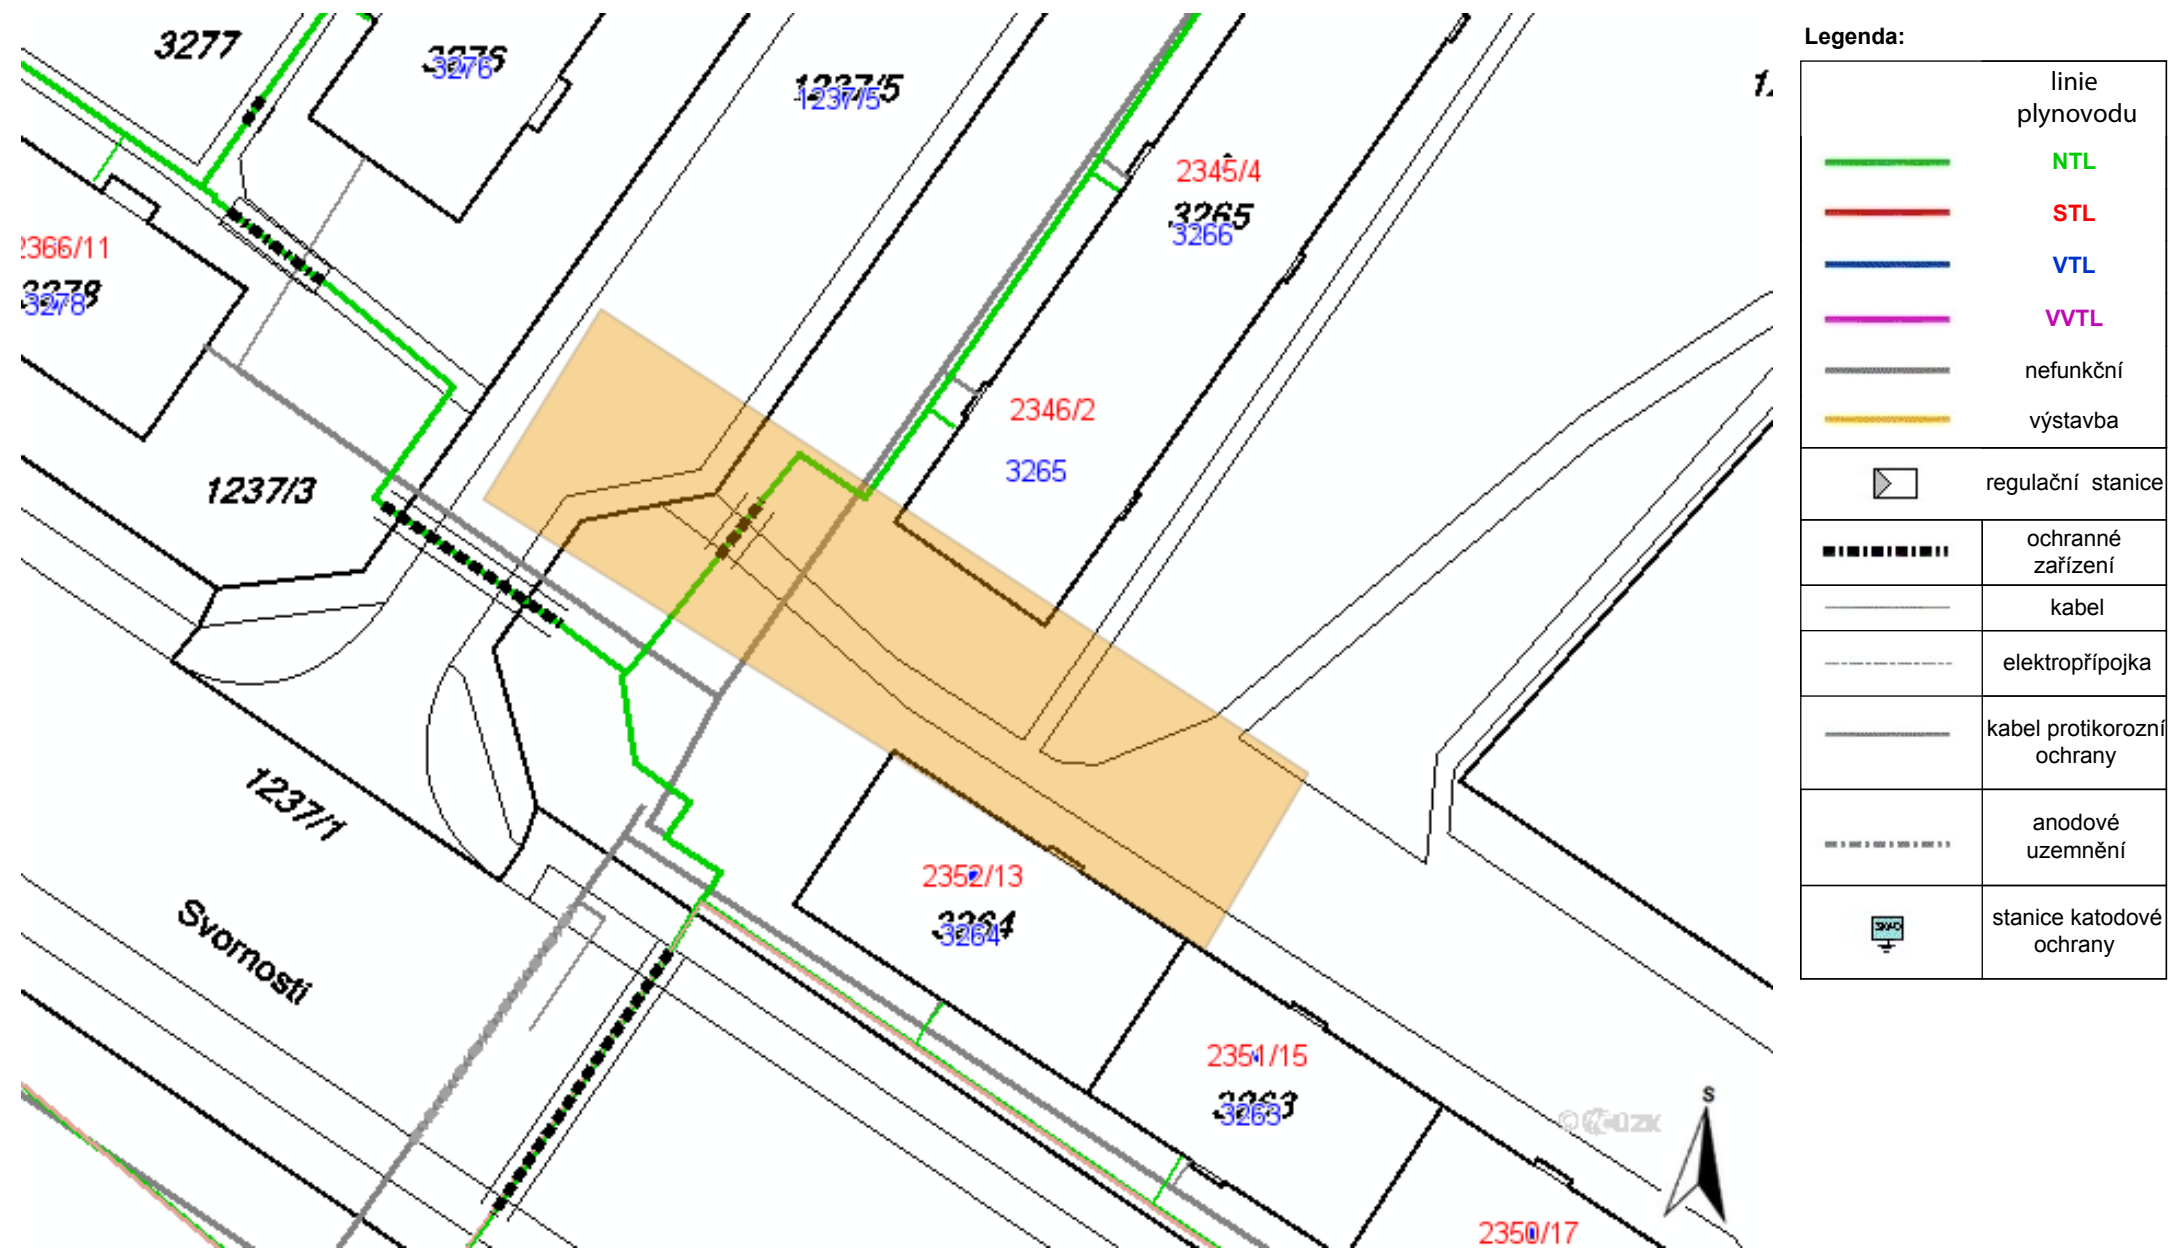 3277
3276
3276
1237/5
1237/5
2345/4
3265
3266
2366/11
3278
3278
2346/2
3265
1237/3
1237/1
2352/13
3264
3264
Svornosti
2351/15
3263
3263
2350/17
S
Legenda:
linie
plynovodu
NTL
STL
VTL
VVTL
nefunkční
výstavba
regulační stanice
ochranné
zařízení
kabel
elektropřípojka
kabel protikorozní
ochrany
anodové
uzemnění
stanice katodové
ochrany